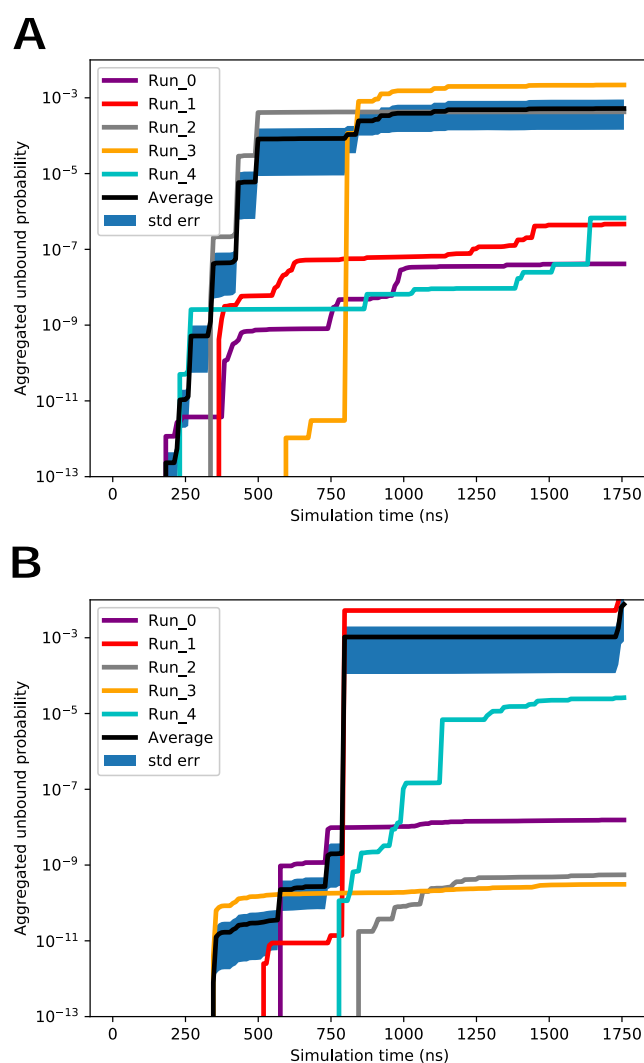 A
Aggregated unbound probability
10⁻³
10⁻⁵
10⁻⁷
10⁻⁹
10⁻¹¹
10⁻¹³
Run_0
Run_1
Run_2
Run_3
Run_4
Average
std err
0 250 500 750 1000 1250 1500 1750
Simulation time (ns)
B
Aggregated unbound probability
10⁻³
10⁻⁵
10⁻⁷
10⁻⁹
10⁻¹¹
10⁻¹³
Run_0
Run_1
Run_2
Run_3
Run_4
Average
std err
0 250 500 750 1000 1250 1500 1750
Simulation time (ns)